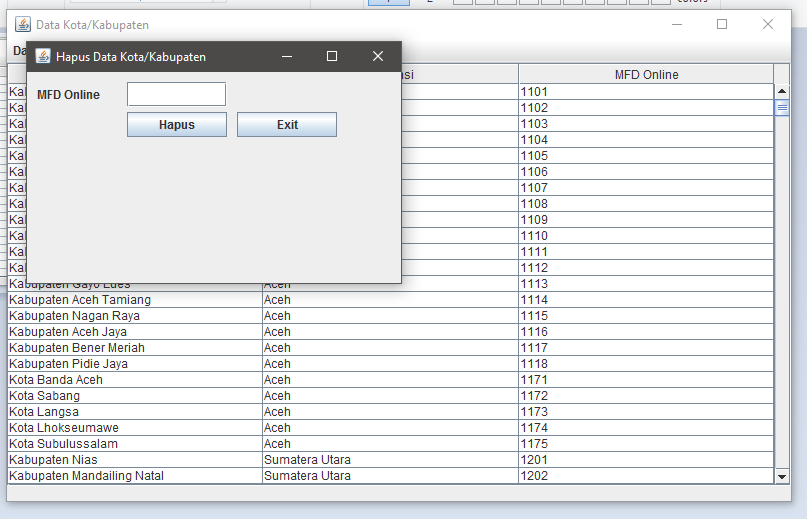 Data Kota/Kabupaten
Hapus Data Kota/Kabupaten
MFD Online
MFD Online
Hapus Exit
1101
1102
1103
1104
1105
1106
1107
1108
1109
1110
1111
1112
Kabupaten Gayo Lues Aceh 1113
Kabupaten Aceh Tamiang Aceh 1114
Kabupaten Nagan Raya Aceh 1115
Kabupaten Aceh Jaya Aceh 1116
Kabupaten Bener Meriah Aceh 1117
Kabupaten Pidie Jaya Aceh 1118
Kota Banda Aceh Aceh 1171
Kota Sabang Aceh 1172
Kota Langsa Aceh 1173
Kota Lhokseumawe Aceh 1174
Kota Subulussalam Aceh 1175
Kabupaten Nias Sumatera Utara 1201
Kabupaten Mandailing Natal Sumatera Utara 1202